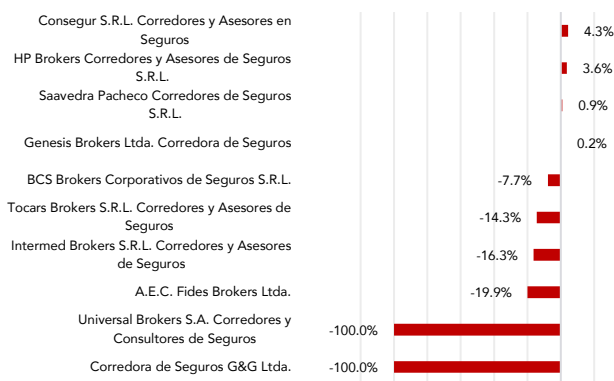 Consegur S.R.L. Corredores y Asesores en
Seguros
4.3%
HP Brokers Corredores y Asesores de Seguros
S.R.L.
3.6%
Saavedra Pacheco Corredores de Seguros
S.R.L.
0.9%
Genesis Brokers Ltda. Corredora de Seguros
0.2%
BCS Brokers Corporativos de Seguros S.R.L.
-7.7%
Tocars Brokers S.R.L. Corredores y Asesores de
Seguros
-14.3%
Intermed Brokers S.R.L. Corredores y Asesores
de Seguros
-16.3%
A.E.C. Fides Brokers Ltda.
-19.9%
Universal Brokers S.A. Corredores y
Consultores de Seguros
-100.0%
Corredora de Seguros G&G Ltda.
-100.0%